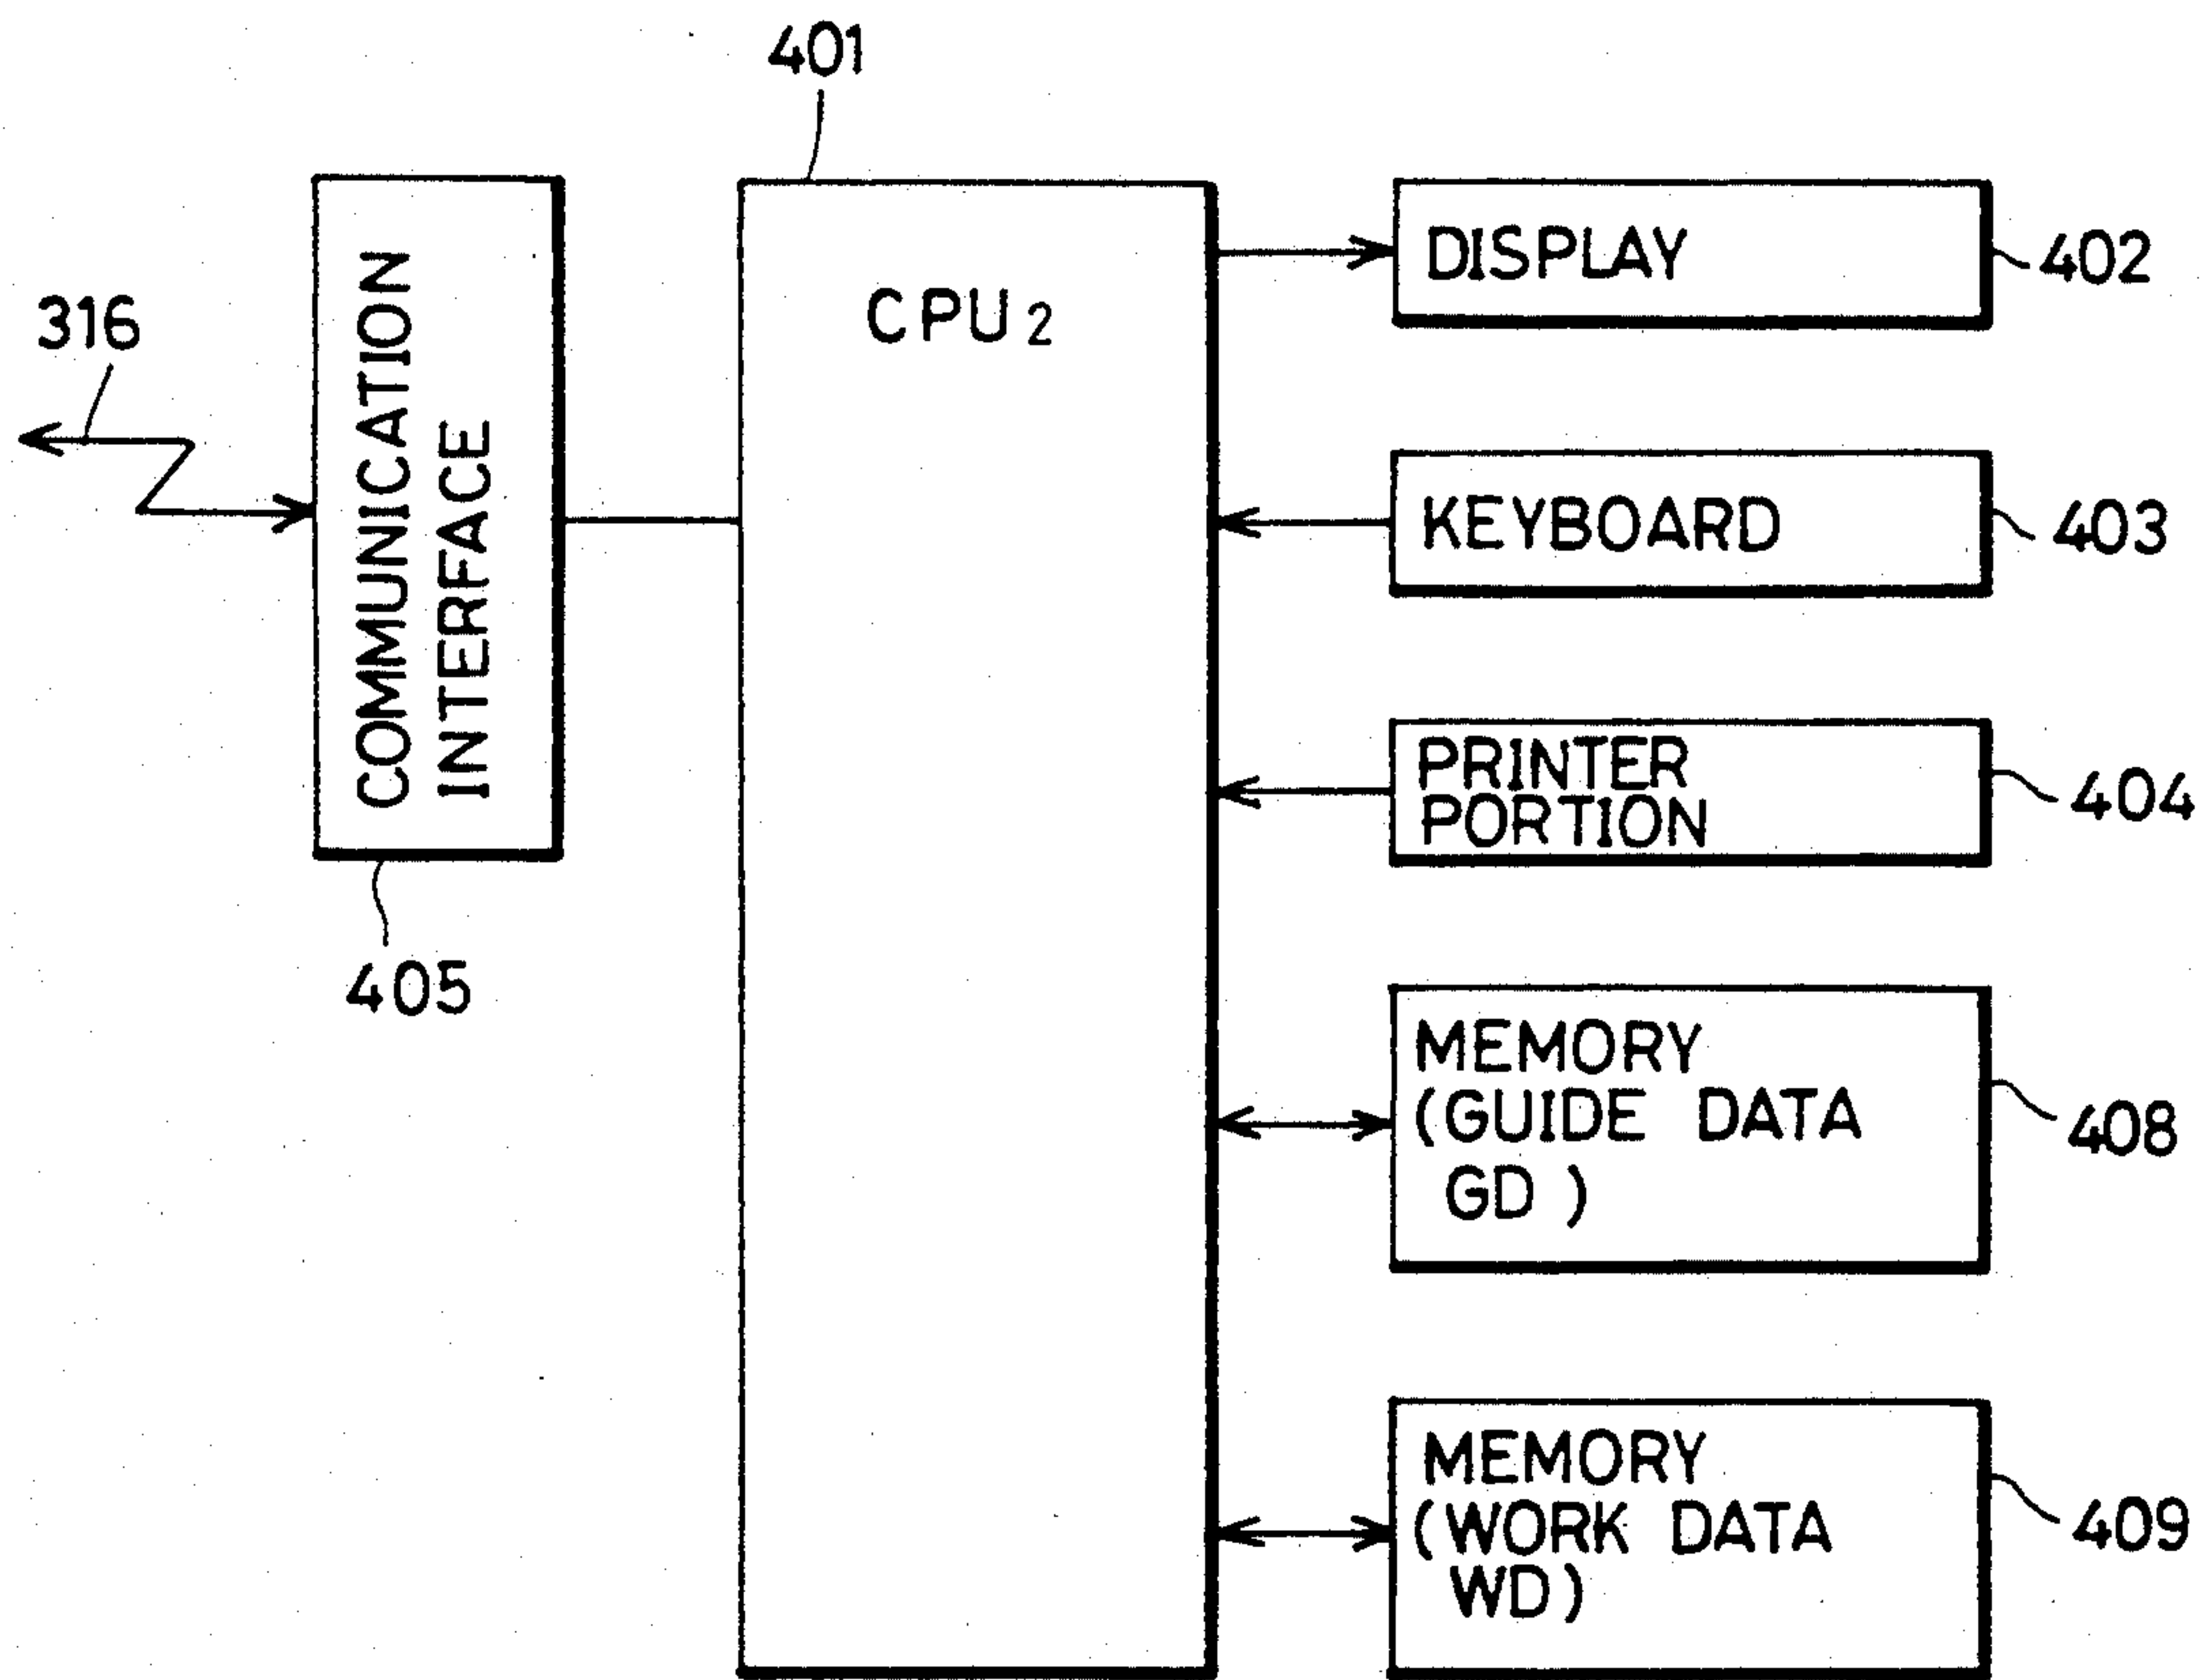 401
316
COMMUNICATION
INTERFACE
405
CPU2
DISPLAY
402
KEYBOARD
403
PRINTER
PORTION
404
MEMORY
(GUIDE DATA
GD)
408
MEMORY
(WORK DATA
WD)
409